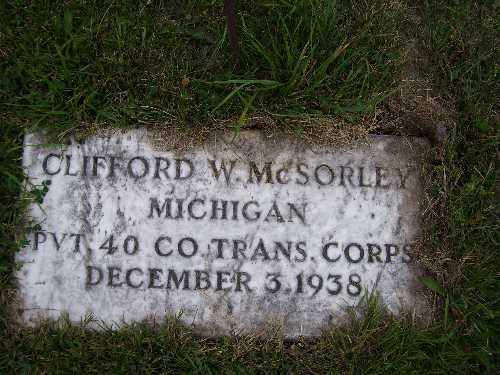 CLIFFORD W. McSORLEY
MICHIGAN
PVT. 40 CO. TRANS. CORPS
DECEMBER 3, 1938